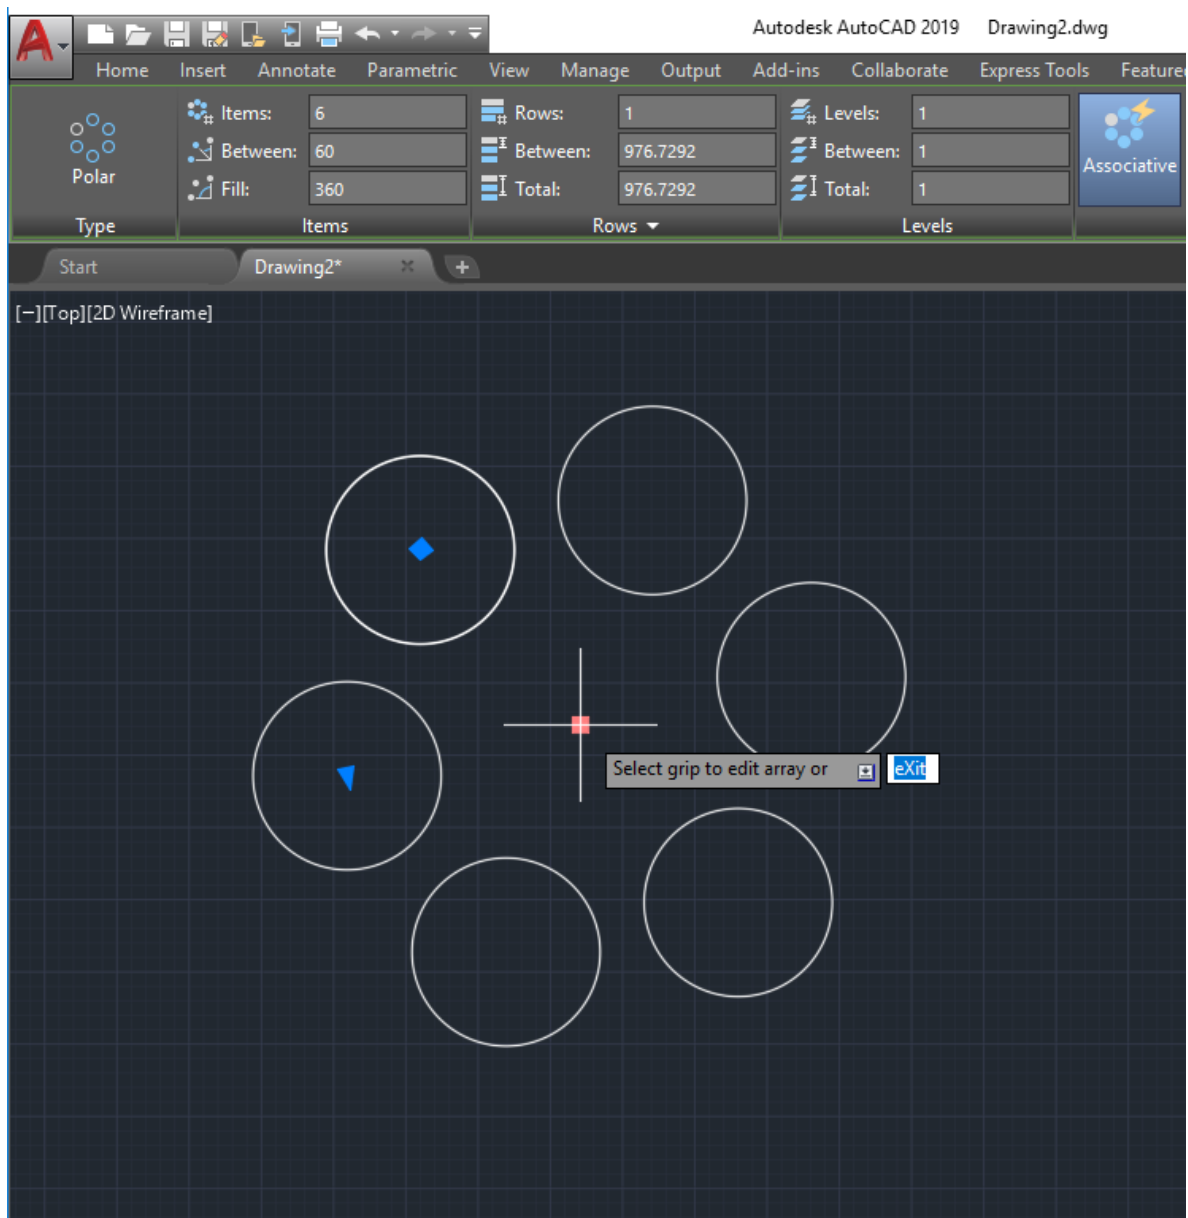 Autodesk AutoCAD 2019 Drawing2.dwg
Home Insert Annotate Parametric View Manage Output Add-ins Collaborate Express Tools Featured
Items: 6 Rows: 1 Levels: 1
Between: 60 Between: 976.7292 Between: 1
Fill: 360 Total: 976.7292 Total: 1
Polar
Associative
Type Items Rows Levels
Start Drawing2*
[−][Top][2D Wireframe]
Select grip to edit array or eXit